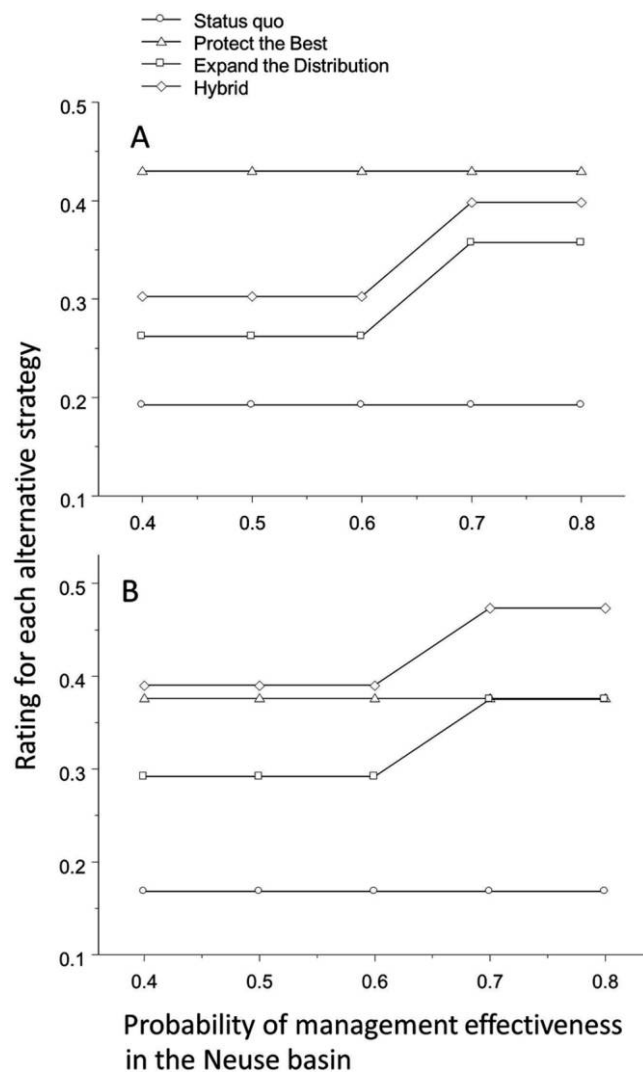 Status quo
Protect the Best
Expand the Distribution
Hybrid
0.5
A
0.4
0.3
0.2
0.1
0.4 0.5 0.6 0.7 0.8
Rating for each alternative strategy
0.5
B
0.4
0.3
0.2
0.1
0.4 0.5 0.6 0.7 0.8
Probability of management effectiveness
in the Neuse basin